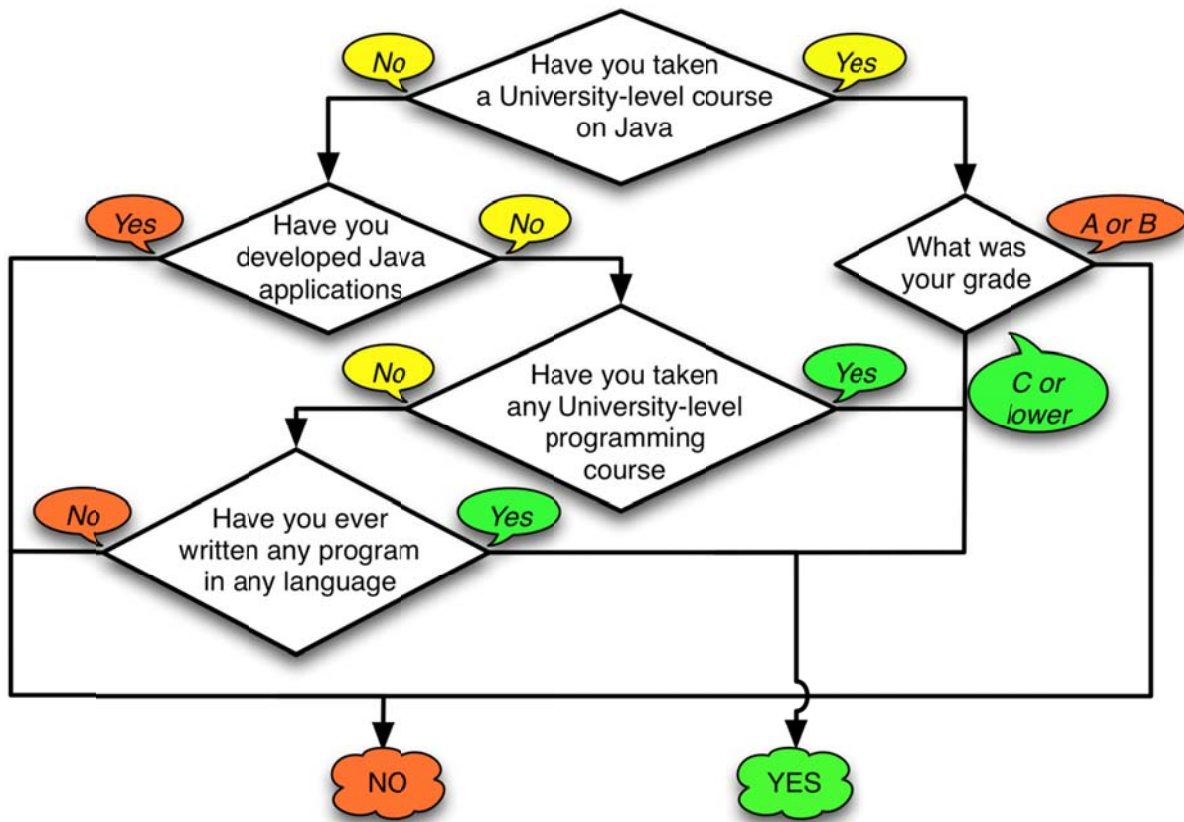 No
Have you taken
a University-level course
on Java
Yes
Yes
Have you
developed Java
applications
No
What was
your grade
A or B
No
Have you taken
any University-level
programming
course
Yes
C or
lower
No
Have you ever
written any program
in any language
Yes
NO
YES